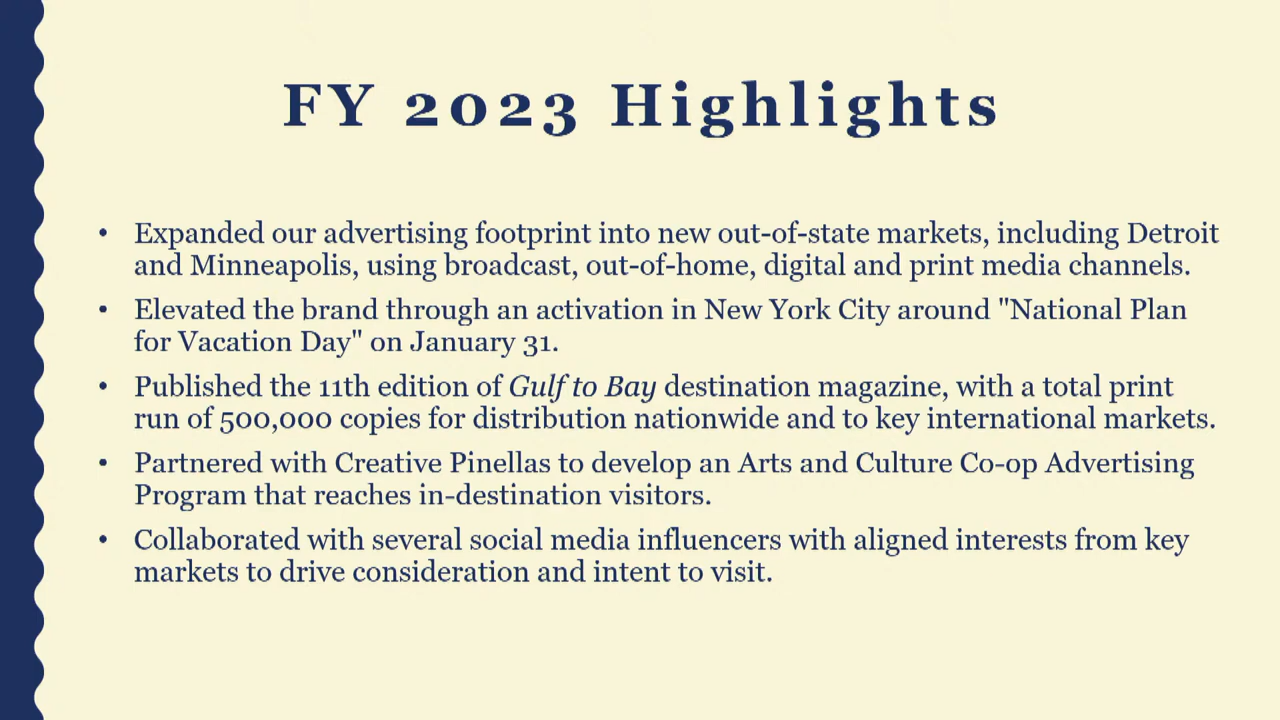 FY 2023 Highlights
• Expanded our advertising footprint into new out-of-state markets, including Detroit
and Minneapolis, using broadcast, out-of-home, digital and print media channels.
• Elevated the brand through an activation in New York City around "National Plan
for Vacation Day" on January 31.
• Published the 11th edition of Gulf to Bay destination magazine, with a total print
run of 500,000 copies for distribution nationwide and to key international markets.
• Partnered with Creative Pinellas to develop an Arts and Culture Co-op Advertising
Program that reaches in-destination visitors.
• Collaborated with several social media influencers with aligned interests from key
markets to drive consideration and intent to visit.